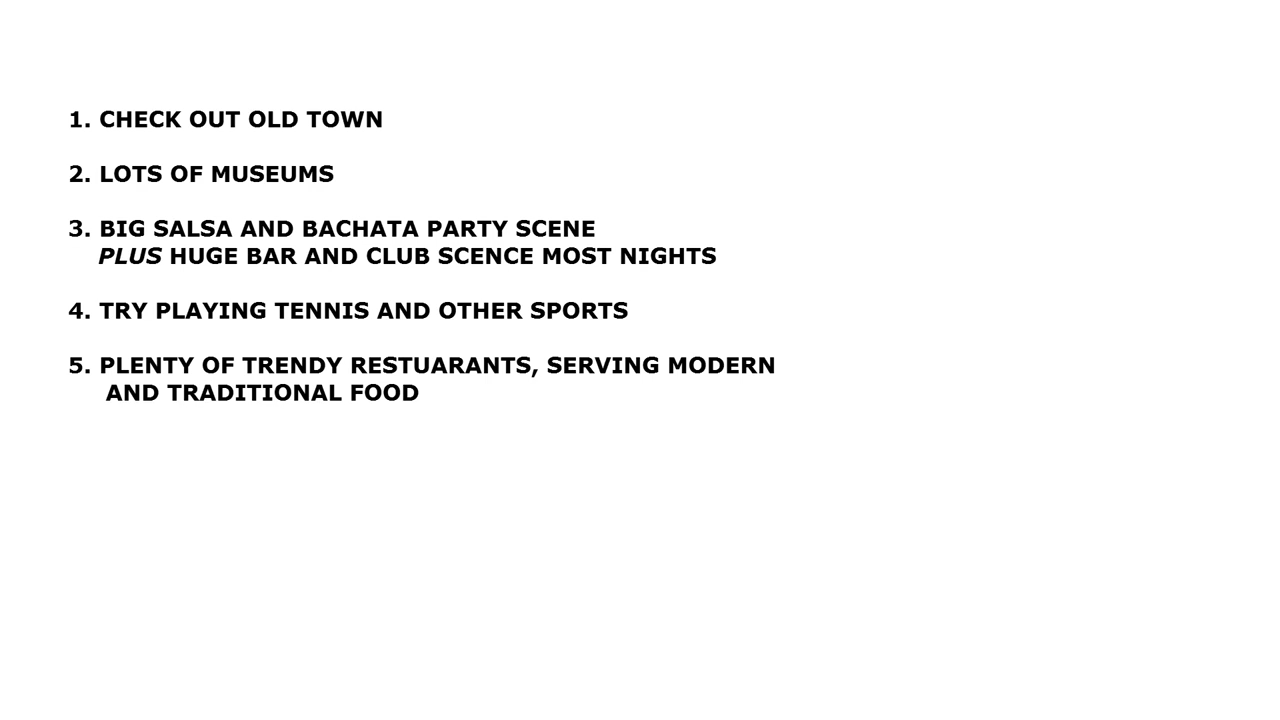 1. CHECK OUT OLD TOWN
2. LOTS OF MUSEUMS
3. BIG SALSA AND BACHATA PARTY SCENE
PLUS HUGE BAR AND CLUB SCENCE MOST NIGHTS
4. TRY PLAYING TENNIS AND OTHER SPORTS
5. PLENTY OF TRENDY RESTUARANTS, SERVING MODERN
AND TRADITIONAL FOOD